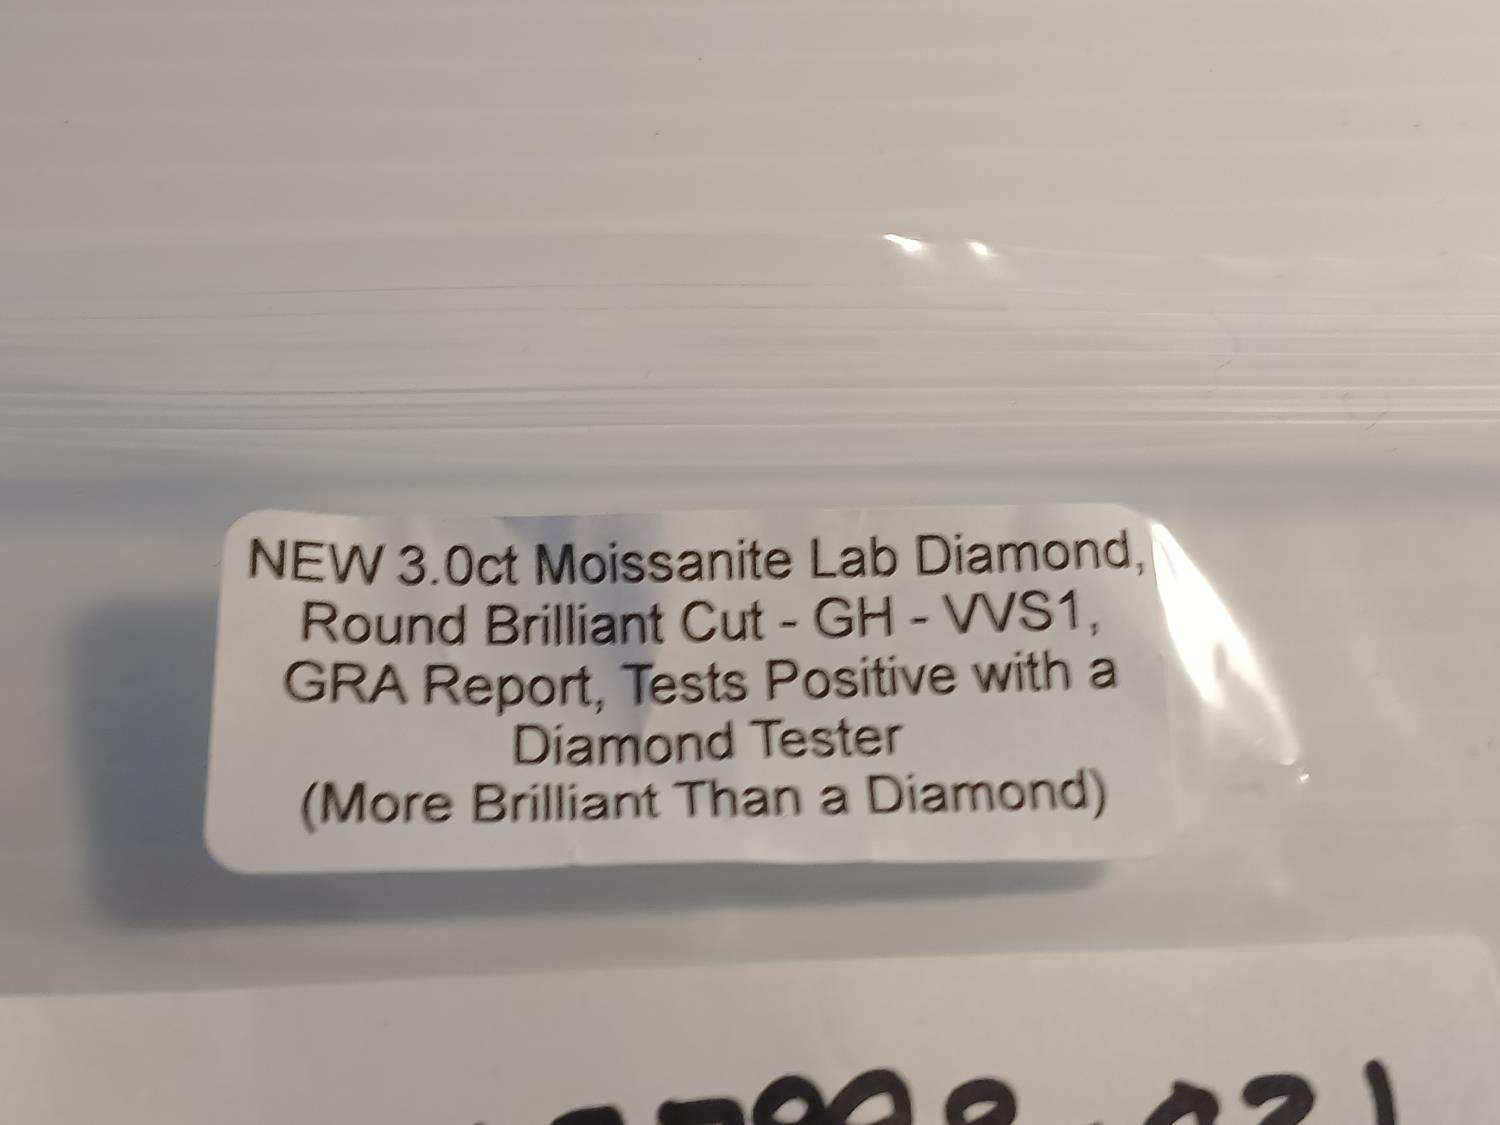 NEW 3.0ct Moissanite Lab Diamond,
Round Brilliant Cut - GH - VVS1,
GRA Report, Tests Positive with a
Diamond Tester
(More Brilliant Than a Diamond)